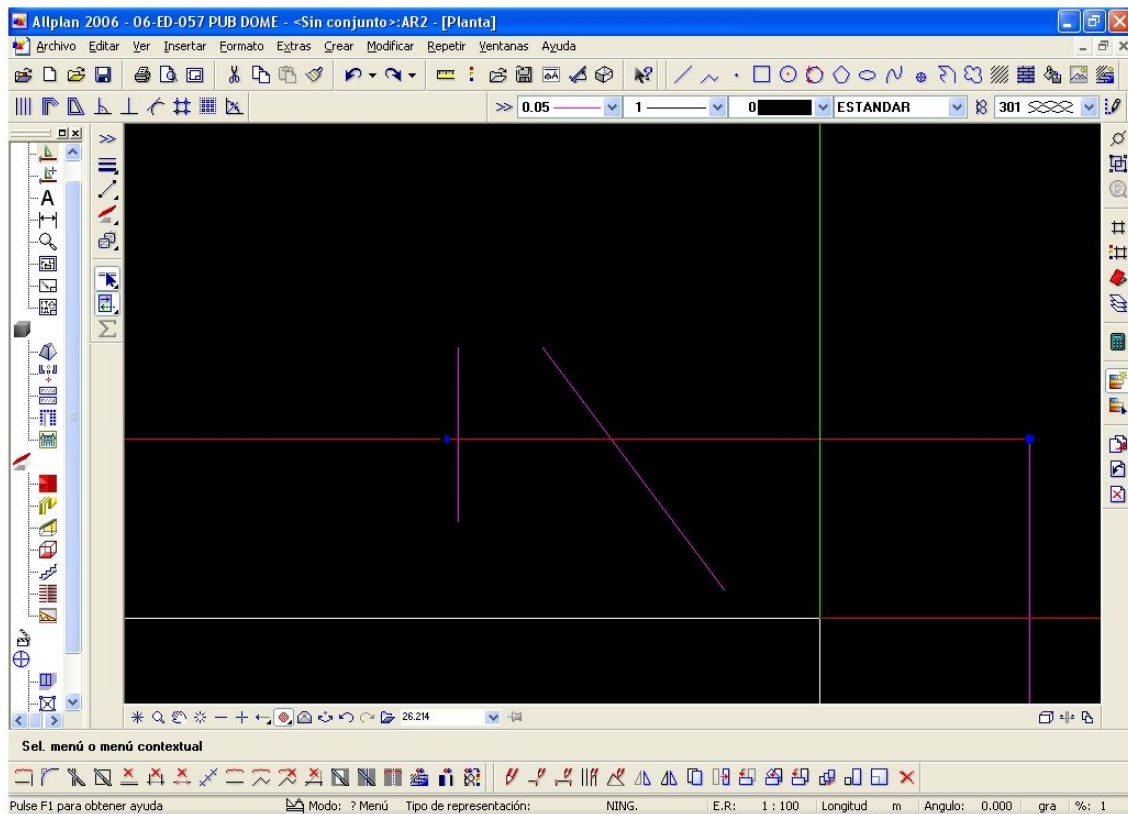 Allplan 2006 - 06-ED-057 PUB DOME - <Sin conjunto>:AR2 - [Planta]
Archivo Editar Ver Insertar Formato Extras Crear Modificar Repetir Ventanas Ayuda
0.05 1 0 ESTANDAR 301
A
26.214
Sel. menú o menú contextual
Pulse F1 para obtener ayuda Modo: ? Menú Tipo de representación: NING. E.R: 1 : 100 Longitud m Angulo: 0.000 gra %: 1